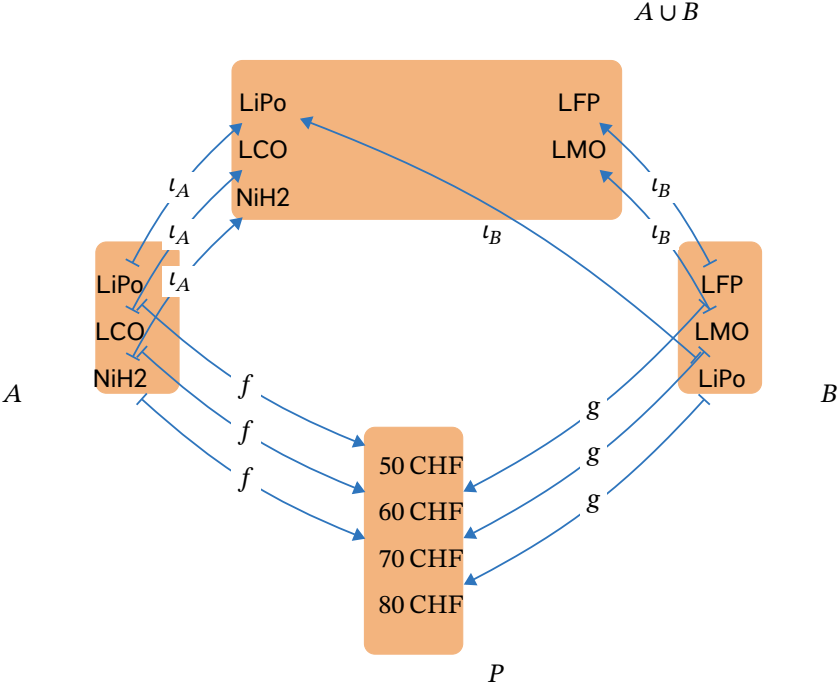 A ∪ B
LiPo LFP
LCO LMO
NiH2
ι_A ι_B
ι_A ι_B ι_B
ι_A
LiPo LFP
LCO LMO
NiH2 LiPo
A B
f g
f g
f g
50 CHF
60 CHF
70 CHF
80 CHF
P